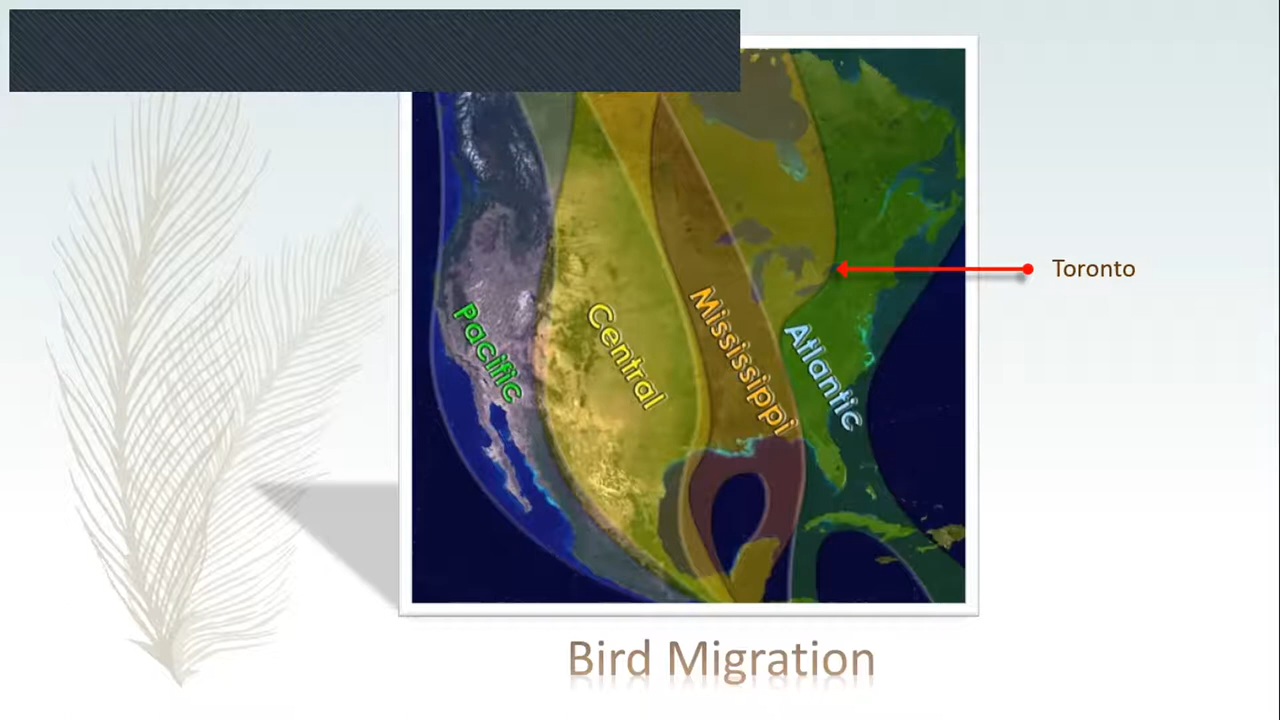 Toronto
Pacific
Central
Mississippi
Atlantic
Bird Migration